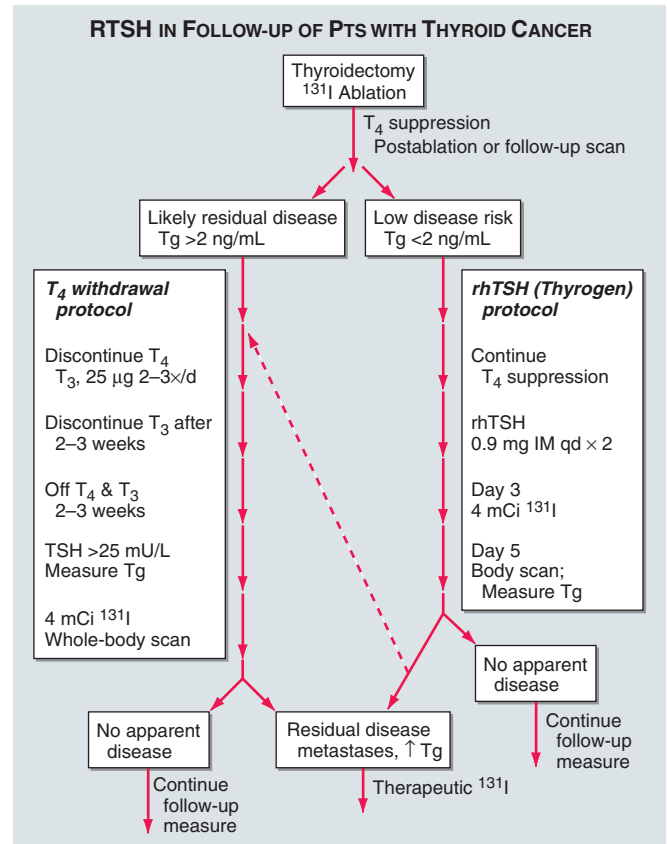 RTSH IN FOLLOW-UP OF PTS WITH THYROID CANCER
Thyroidectomy
¹³¹I Ablation
T₄ suppression
Postablation or follow-up scan
Likely residual disease
Tg >2 ng/mL
Low disease risk
Tg <2 ng/mL
T₄ withdrawal
protocol
Discontinue T₄
T₃, 25 μg 2–3×/d
Discontinue T₃ after
2–3 weeks
Off T₄ & T₃
2–3 weeks
TSH >25 mU/L
Measure Tg
4 mCi ¹³¹I
Whole-body scan
rhTSH (Thyrogen)
protocol
Continue
T₄ suppression
rhTSH
0.9 mg IM qd × 2
Day 3
4 mCi ¹³¹I
Day 5
Body scan;
Measure Tg
No apparent
disease
Continue
follow-up
measure
Residual disease
metastases, ↑ Tg
Therapeutic ¹³¹I
No apparent
disease
Continue
follow-up
measure